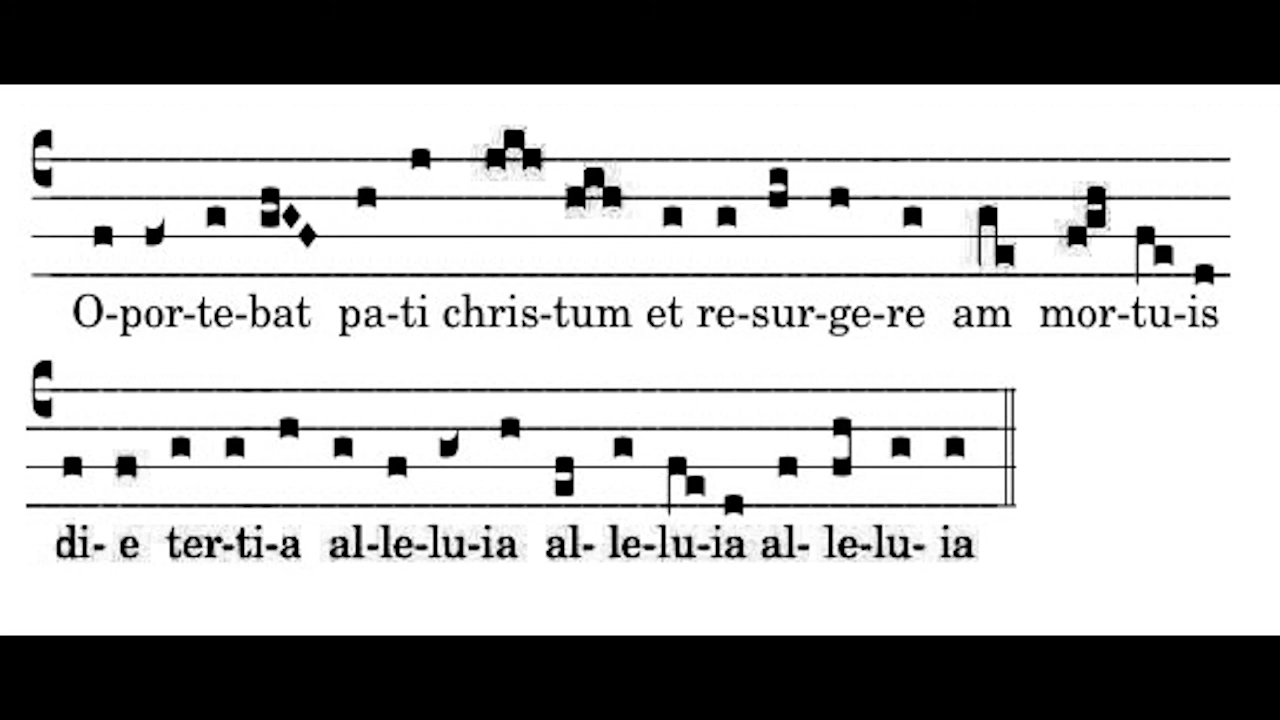 O-por-te-bat pa-ti chris-tum et re-sur-ge-re am mor-tu-is
di- e ter-ti-a al-le-lu-ia al- le-lu-ia al- le-lu- ia